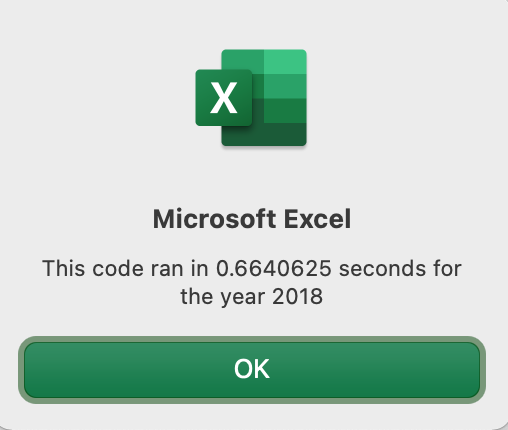 X
Microsoft Excel
This code ran in 0.6640625 seconds for
the year 2018
OK